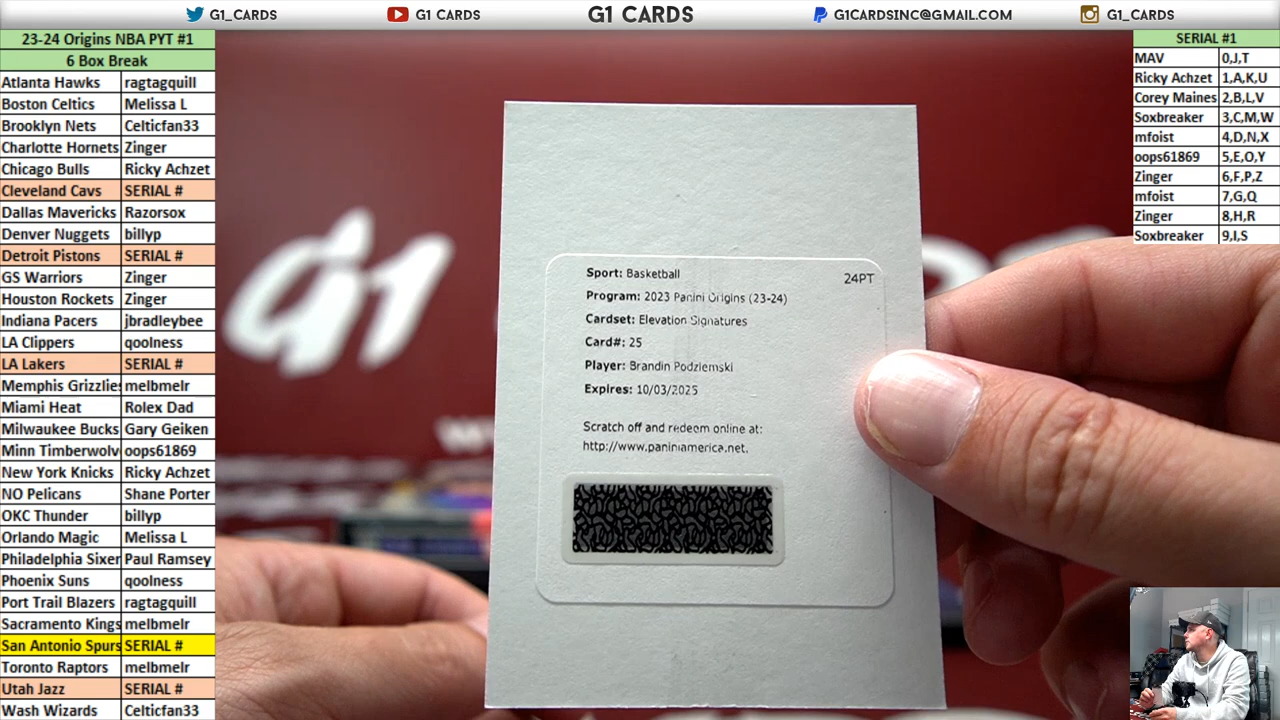 G1_CARDS
G1 CARDS
G1 CARDS
G1CARDSINC@GMAIL.COM
G1_CARDS
23-24 Origins NBA PYT #1
6 Box Break
Atlanta Hawks ragtagquill
Boston Celtics Melissa L
Brooklyn Nets Celticfan33
Charlotte Hornets Zinger
Chicago Bulls Ricky Achzet
Cleveland Cavs SERIAL #
Dallas Mavericks Razorsox
Denver Nuggets billyp
Detroit Pistons SERIAL #
GS Warriors Zinger
Houston Rockets Zinger
Indiana Pacers jbradleybee
LA Clippers qoolness
LA Lakers SERIAL #
Memphis Grizzlies melbmelr
Miami Heat Rolex Dad
Milwaukee Bucks Gary Geiken
Minn Timberwolv oops61869
New York Knicks Ricky Achzet
NO Pelicans Shane Porter
OKC Thunder billyp
Orlando Magic Melissa L
Philadelphia Sixer Paul Ramsey
Phoenix Suns qoolness
Port Trail Blazers ragtagquill
Sacramento Kings melbmelr
San Antonio Spurs SERIAL #
Toronto Raptors melbmelr
Utah Jazz SERIAL #
Wash Wizards Celticfan33
G1
Sport: Basketball
24PT
Program: 2023 Panini Origins (23-24)
Cardset: Elevation Signatures
Card#: 25
Player: Brandin Podziemski
Expires: 10/03/2025
Scratch off and redeem online at:
http://www.paniniamerica.net.
SERIAL #1
MAV 0,J,T
Ricky Achzet 1,A,K,U
Corey Maines 2,B,L,V
Soxbreaker 3,C,M,W
mfoist 4,D,N,X
oops61869 5,E,O,Y
Zinger 6,F,P,Z
mfoist 7,G,Q
Zinger 8,H,R
Soxbreaker 9,I,S